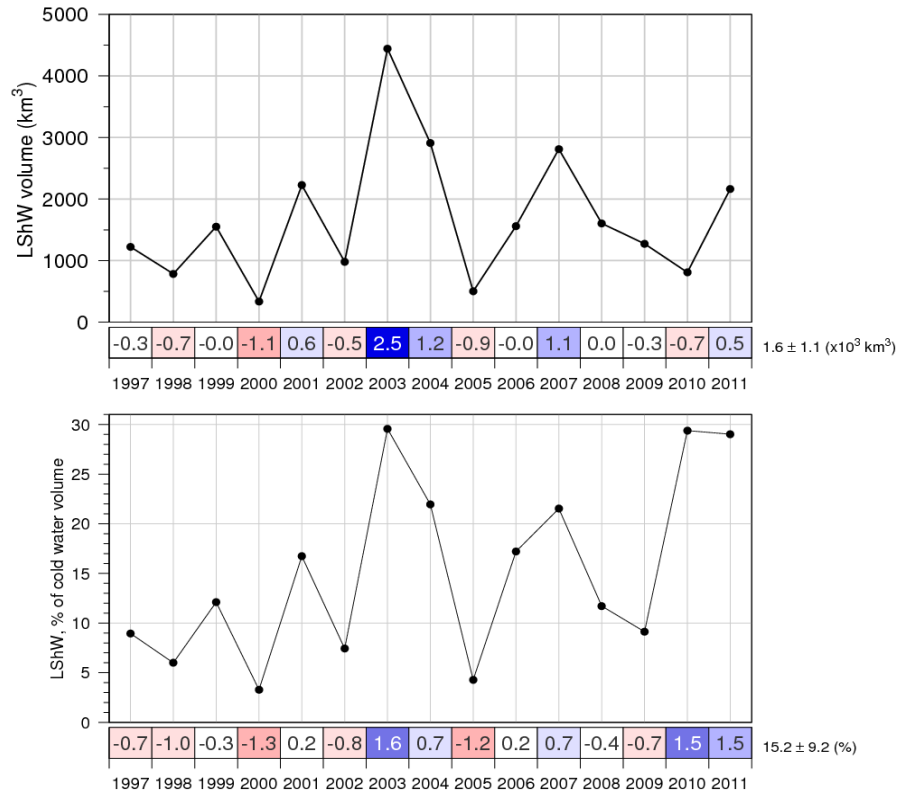 5000
4000
3000
2000
1000
0
LShW volume (km³)
-0.3 -0.7 -0.0 -1.1 0.6 -0.5 2.5 1.2 -0.9 -0.0 1.1 0.0 -0.3 -0.7 0.5 1.6 ± 1.1 (x10³ km³)
1997 1998 1999 2000 2001 2002 2003 2004 2005 2006 2007 2008 2009 2010 2011
30
25
20
15
10
5
0
LShW, % of cold water volume
-0.7 -1.0 -0.3 -1.3 0.2 -0.8 1.6 0.7 -1.2 0.2 0.7 -0.4 -0.7 1.5 1.5 15.2 ± 9.2 (%)
1997 1998 1999 2000 2001 2002 2003 2004 2005 2006 2007 2008 2009 2010 2011